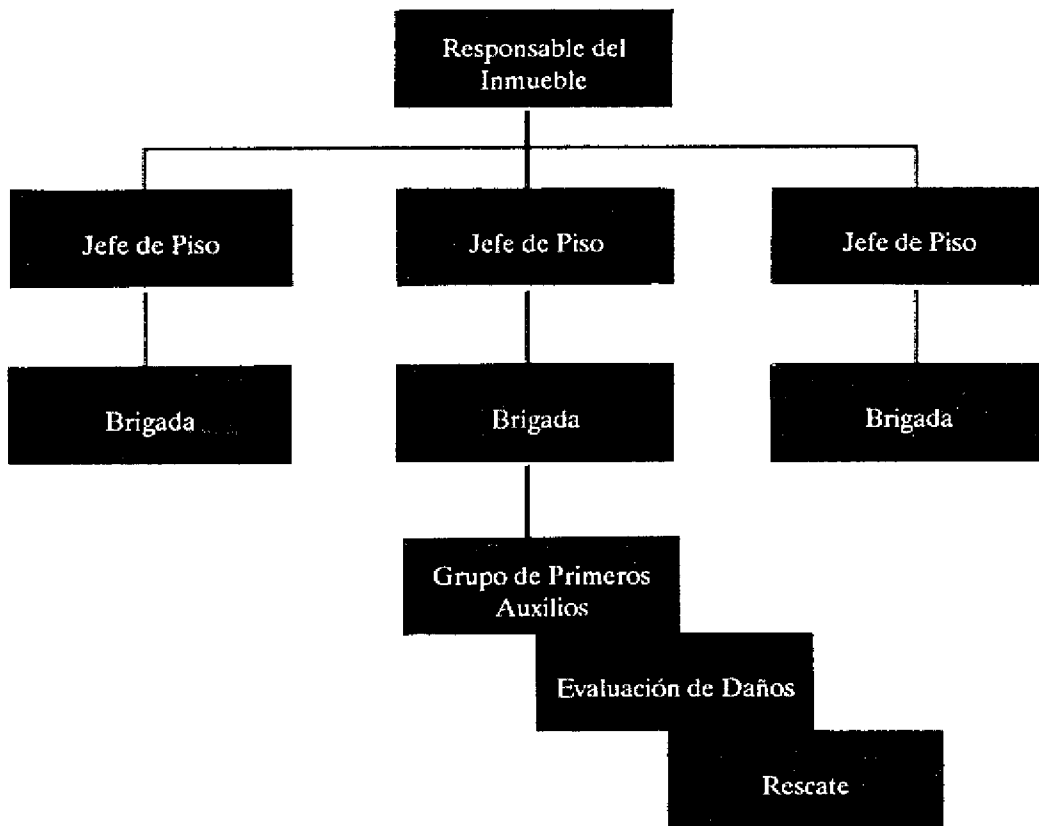 Responsable del
Inmueble
Jefe de Piso
Jefe de Piso
Jefe de Piso
Brigada
Brigada
Brigada
Grupo de Primeros
Auxilios
Evaluación de Daños
Rescate